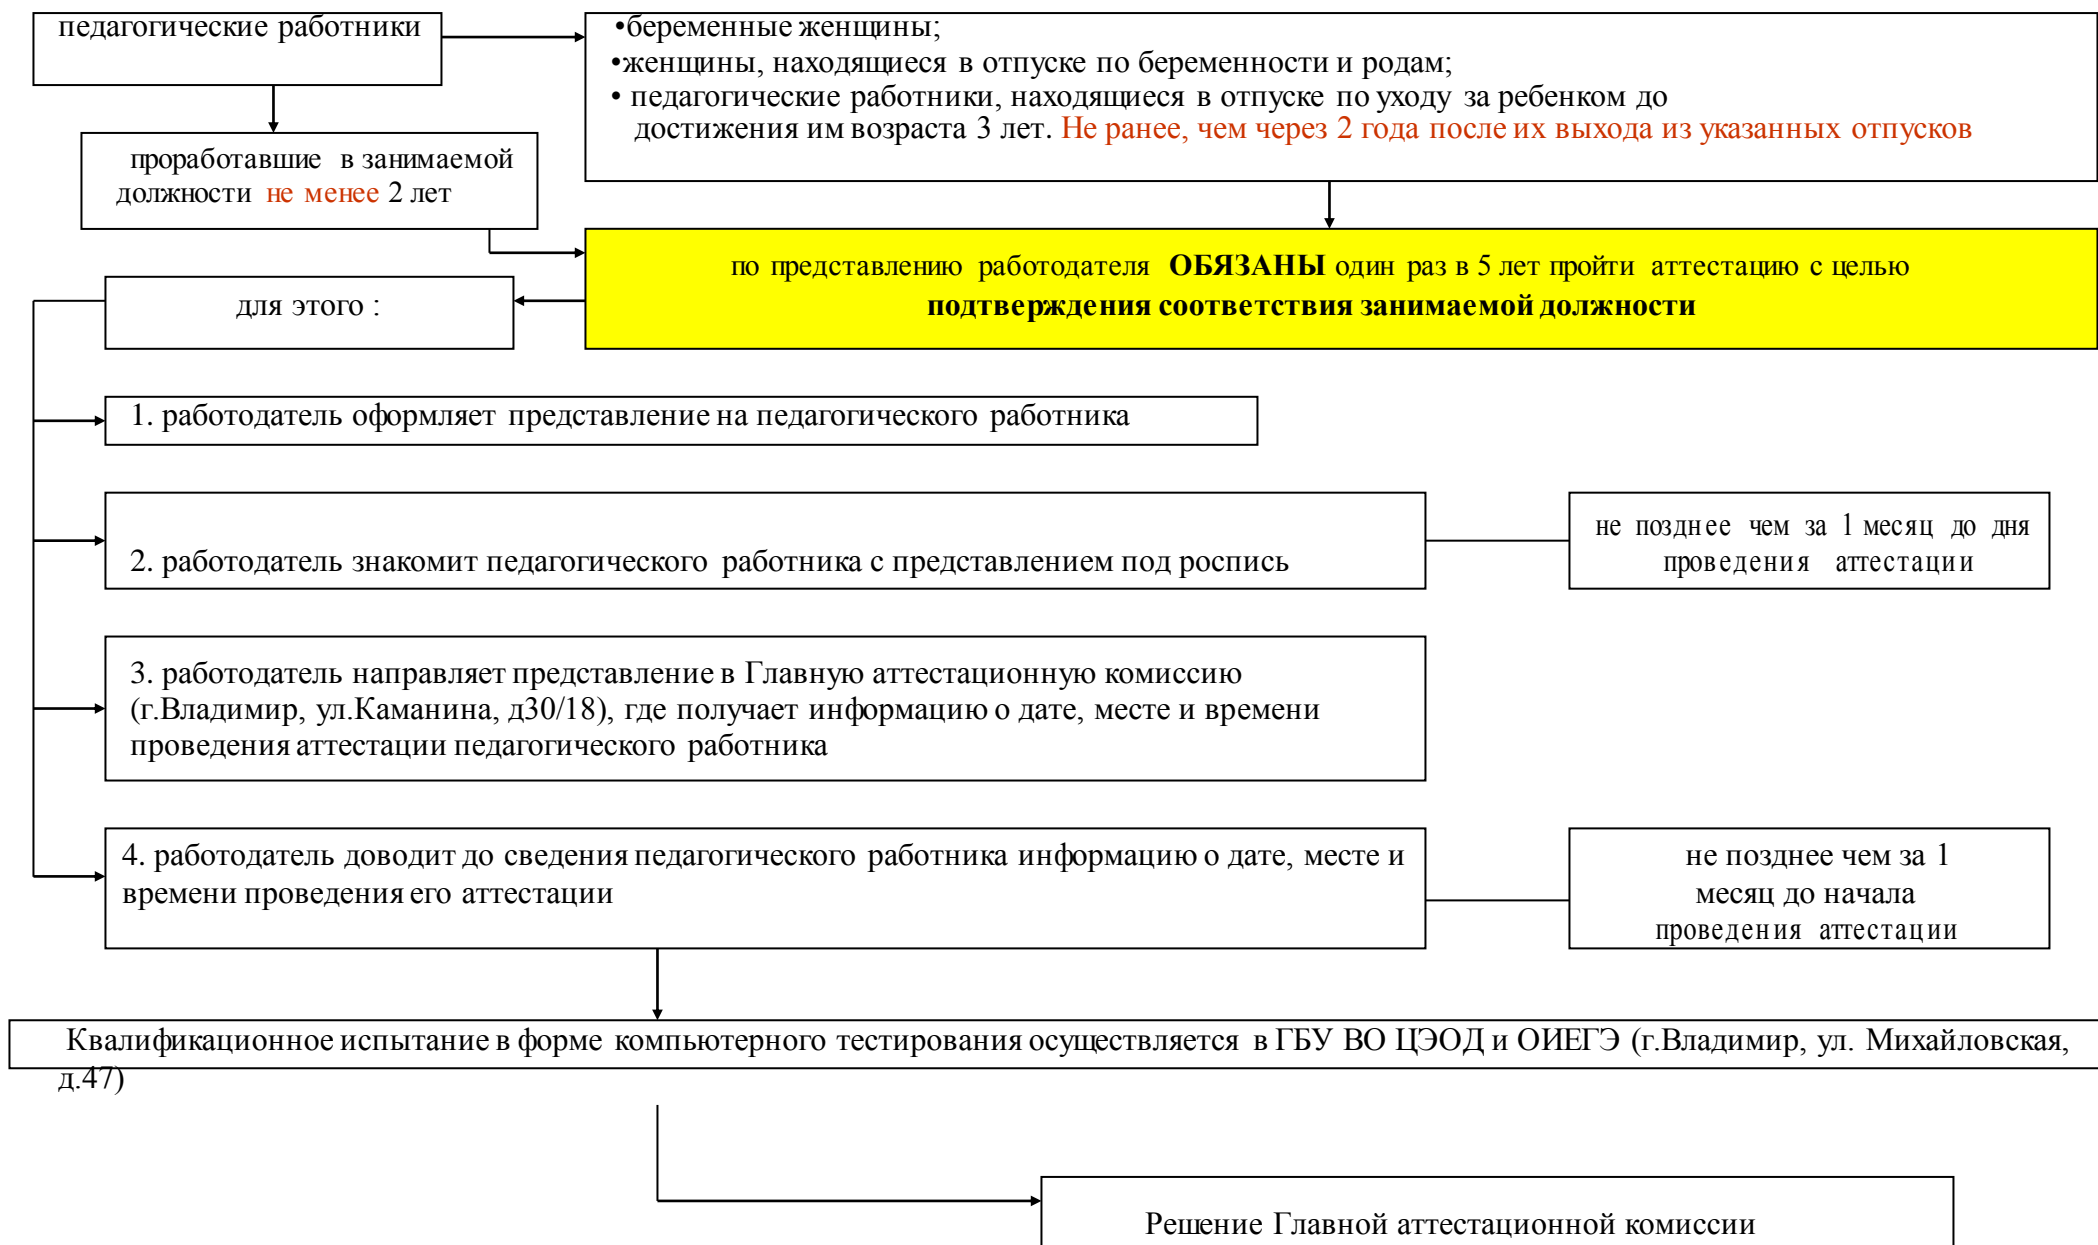 педагогические работники
•беременные женщины;
•женщины, находящиеся в отпуске по беременности и родам;
• педагогические работники, находящиеся в отпуске по уходу за ребенком до
достижения им возраста 3 лет. Не ранее, чем через 2 года после их выхода из указанных отпусков
проработавшие в занимаемой
должности не менее 2 лет
по представлению работодателя ОБЯЗАНЫ один раз в 5 лет пройти аттестацию с целью
подтверждения соответствия занимаемой должности
для этого :
1. работодатель оформляет представление на педагогического работника
2. работодатель знакомит педагогического работника с представлением под роспись
не позднее чем за 1 месяц до дня
проведения аттестации
3. работодатель направляет представление в Главную аттестационную комиссию
(г.Владимир, ул.Каманина, д30/18), где получает информацию о дате, месте и времени
проведения аттестации педагогического работника
4. работодатель доводит до сведения педагогического работника информацию о дате, месте и
времени проведения его аттестации
не позднее чем за 1
месяц до начала
проведения аттестации
Квалификационное испытание в форме компьютерного тестирования осуществляется в ГБУ ВО ЦЭОД и ОИЕГЭ (г.Владимир, ул. Михайловская,
д.47)
Решение Главной аттестационной комиссии